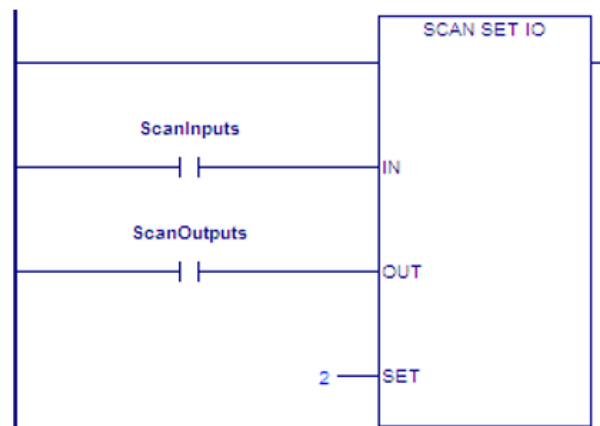 SCAN SET IO
ScanInputs
IN
ScanOutputs
OUT
2 SET